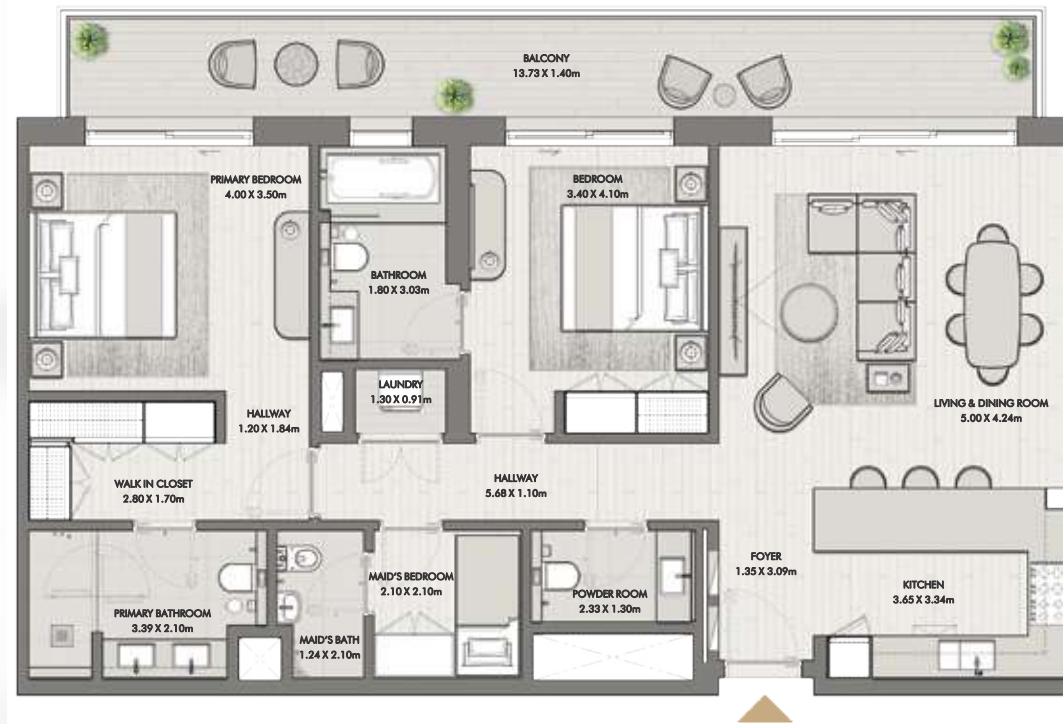 BALCONY
13.73 X 1.40m
PRIMARY BEDROOM
4.00 X 3.50m
BEDROOM
3.40 X 4.10m
BATHROOM
1.80 X 3.03m
LAUNDRY
1.30 X 0.91m
LIVING & DINING ROOM
5.00 X 4.24m
HALLWAY
1.20 X 1.84m
WALK IN CLOSET
2.80 X 1.70m
HALLWAY
5.68 X 1.10m
FOYER
1.35 X 3.09m
KITCHEN
3.65 X 3.34m
MAID'S BEDROOM
2.10 X 2.10m
POWDER ROOM
2.33 X 1.30m
PRIMARY BATHROOM
3.39 X 2.10m
MAID'S BATH
1.24 X 2.10m